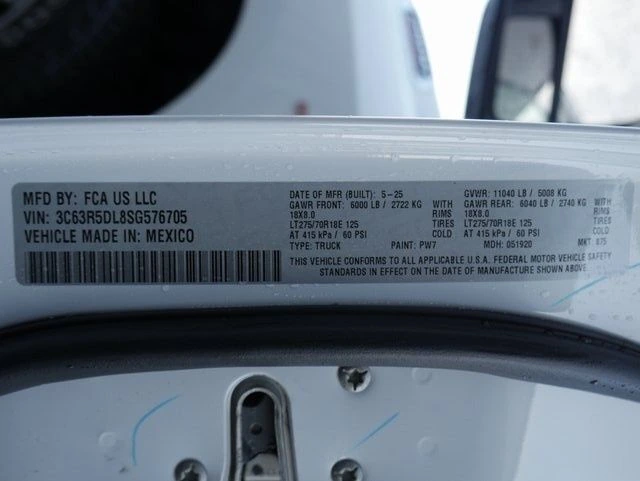 MFD BY: FCA US LLC
VIN: 3C63R5DL8SG576705
VEHICLE MADE IN: MEXICO
DATE OF MFR (BUILT): 5-25
GAWR FRONT: 6000 LB / 2722 KG
18X8.0
LT275/70R18E 125
AT 415 kPa / 60 PSI
TYPE: TRUCK PAINT: PW7
GVWR: 11040 LB / 5008 KG
RIMS GAWR REAR: 6040 LB / 2740 KG RIMS
18X8.0
TIRES LT275/70R18E 125 TIRES
COLD AT 415 kPa / 60 PSI COLD
MDH: 051920 MKT: 875
THIS VEHICLE CONFORMS TO ALL APPLICABLE U.S.A. FEDERAL MOTOR VEHICLE SAFETY
STANDARDS IN EFFECT ON THE DATE OF MANUFACTURE SHOWN ABOVE